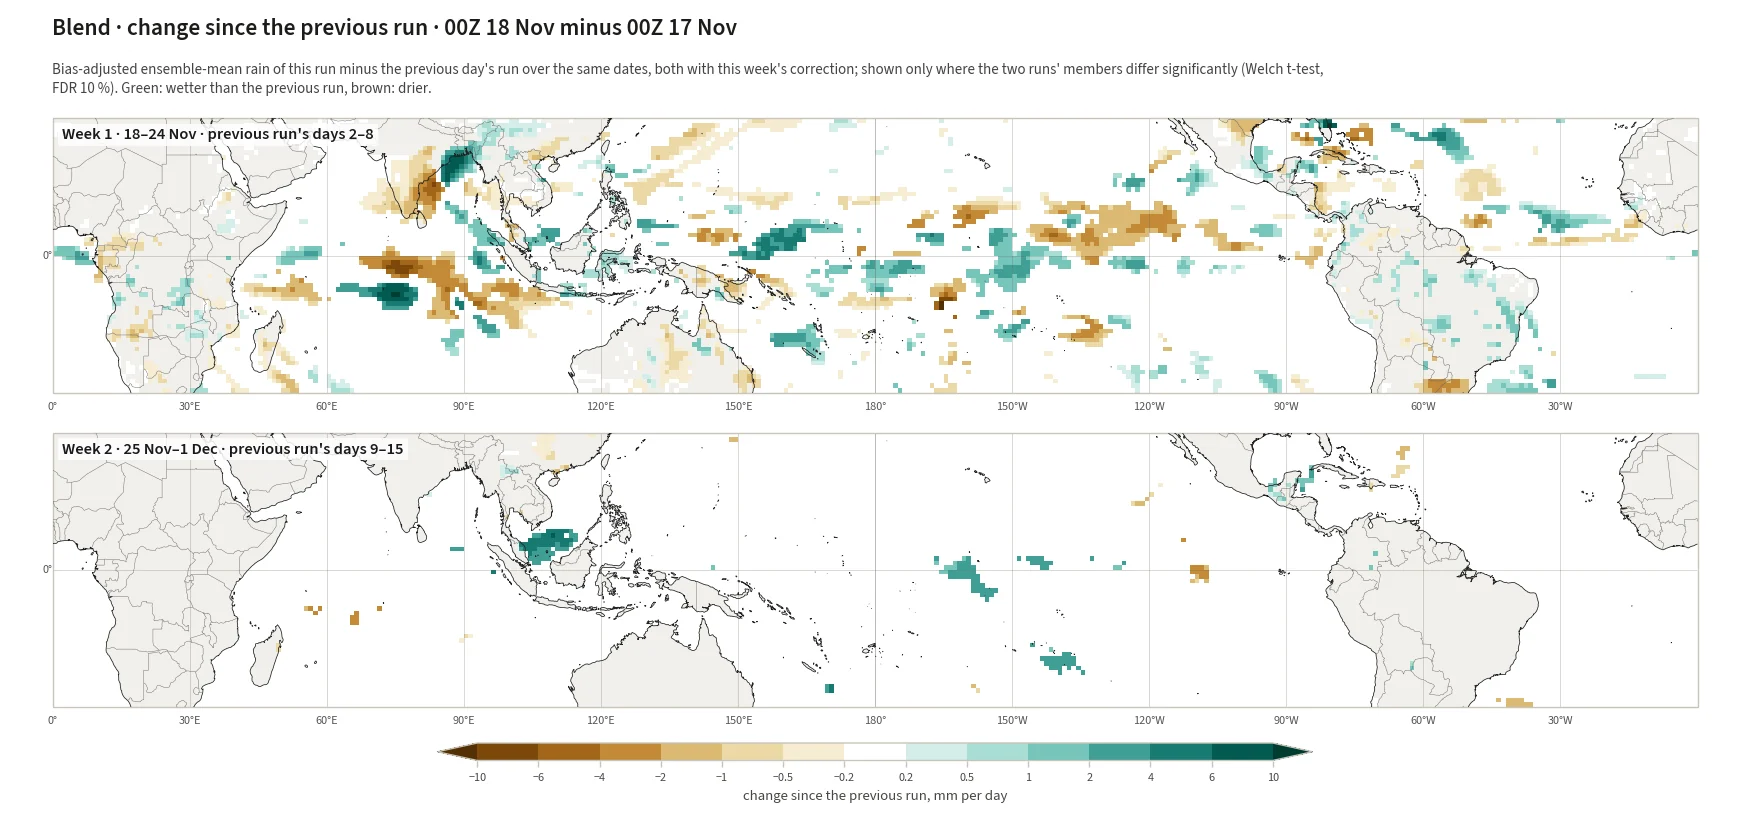 Blend · change since the previous run · 00Z 18 Nov minus 00Z 17 Nov
Bias-adjusted ensemble-mean rain of this run minus the previous day's run over the same dates, both with this week's correction; shown only where the two runs' members differ significantly (Welch t-test,
FDR 10 %). Green: wetter than the previous run, brown: drier.
Week 1 · 18–24 Nov · previous run's days 2–8
0°
0° 30°E 60°E 90°E 120°E 150°E 180° 150°W 120°W 90°W 60°W 30°W
Week 2 · 25 Nov–1 Dec · previous run's days 9–15
0°
0° 30°E 60°E 90°E 120°E 150°E 180° 150°W 120°W 90°W 60°W 30°W
−10 −6 −4 −2 −1 −0.5 −0.2 0.2 0.5 1 2 4 6 10
change since the previous run, mm per day